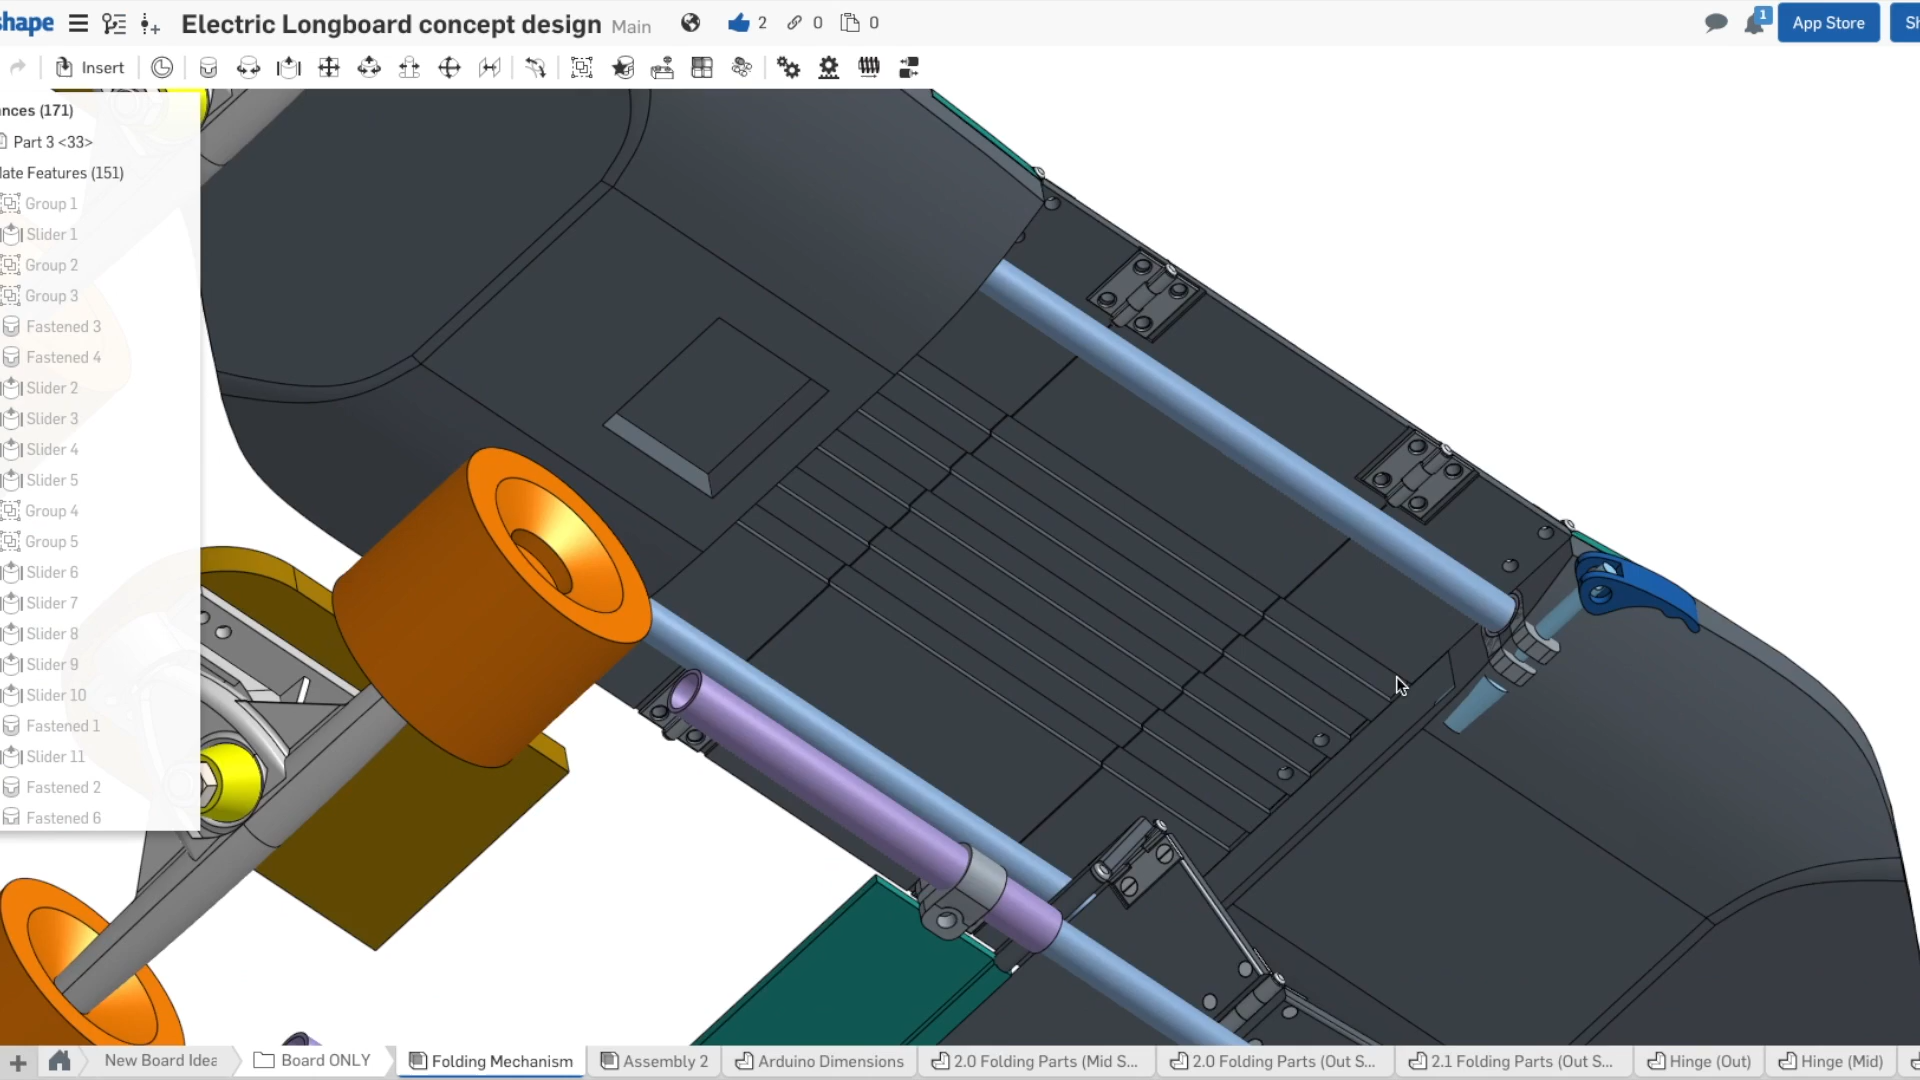 shape Electric Longboard concept design Main 2 0 0 1 App Store Sh
Insert
nces (171)
Part 3 <33>
late Features (151)
Group 1
Slider 1
Group 2
Group 3
Fastened 3
Fastened 4
Slider 2
Slider 3
Slider 4
Slider 5
Group 4
Group 5
Slider 6
Slider 7
Slider 8
Slider 9
Slider 10
Fastened 1
Slider 11
Fastened 2
Fastened 6
New Board Idea Board ONLY Folding Mechanism Assembly 2 Arduino Dimensions 2.0 Folding Parts (Mid S... 2.0 Folding Parts (Out S... 2.1 Folding Parts (Out S... Hinge (Out) Hinge (Mid)